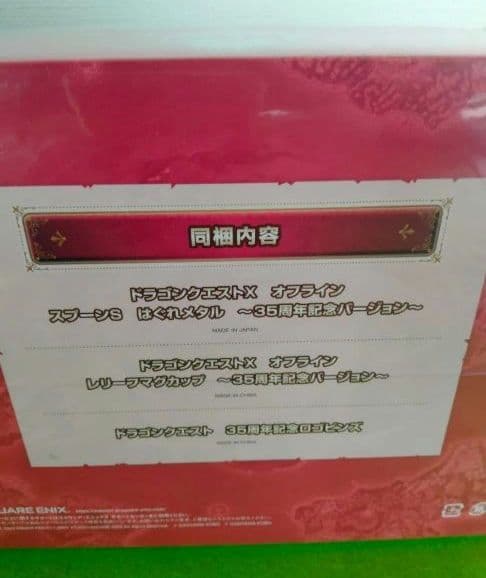 同梱内容
ドラゴンクエストX オフライン
スプーンS はぐれメタル ～35周年記念バージョン～
MADE IN JAPAN
ドラゴンクエストX オフライン
レリーフマグカップ ～35周年記念バージョン～
MADE IN CHINA
ドラゴンクエスト 35周年記念ロゴピンズ
MADE IN CHINA
SQUARE ENIX